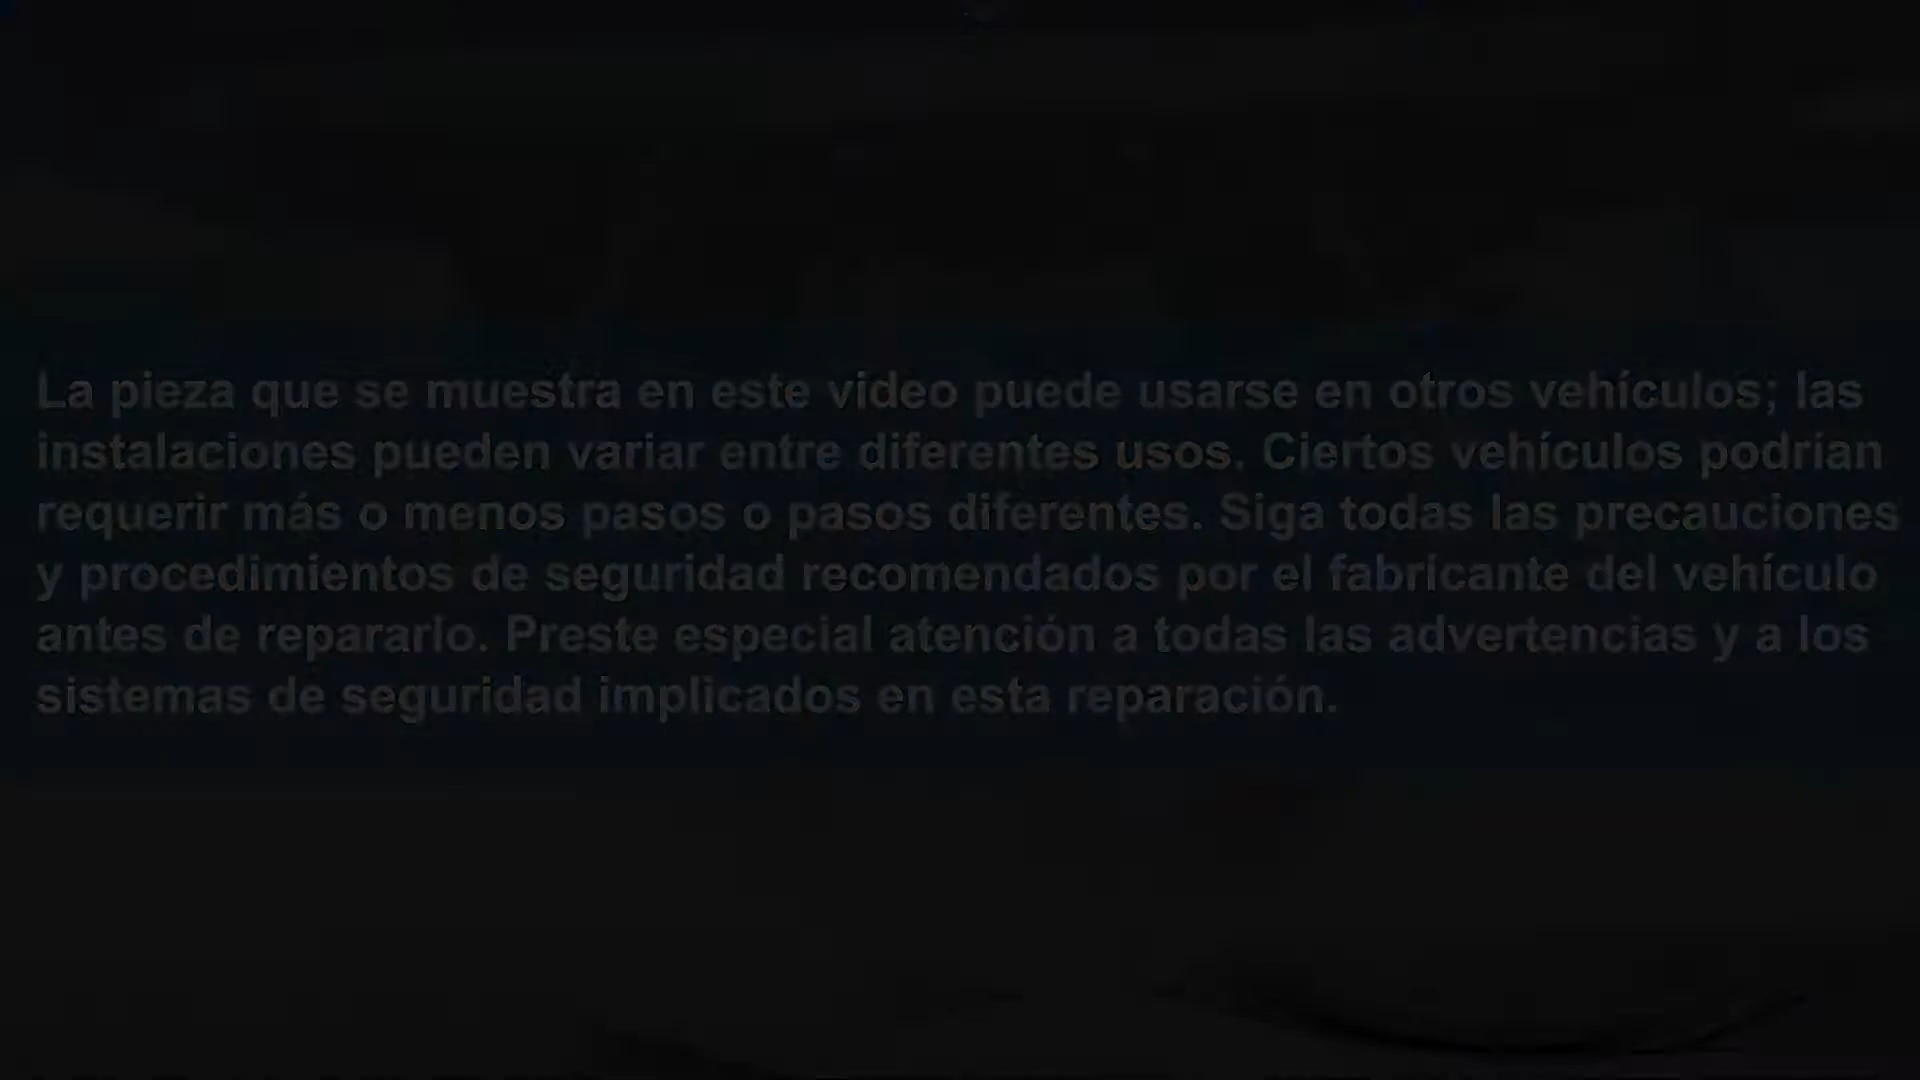 La pieza que se muestra en este video puede usarse en otros vehículos; las
instalaciones pueden variar entre diferentes usos. Ciertos vehículos podrían
requerir más o menos pasos o pasos diferentes. Siga todas las precauciones
y procedimientos de seguridad recomendados por el fabricante del vehículo
antes de repararlo. Preste especial atención a todas las advertencias y a los
sistemas de seguridad implicados en esta reparación.